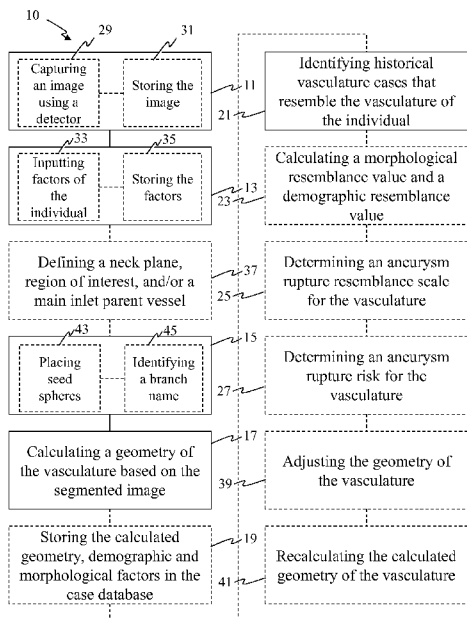 10
29
31
Capturing
an image
using a
detector
Storing the
image
11
33
35
Inputting
factors of
the
individual
Storing the
factors
13
Defining a neck plane,
region of interest, and/or a
main inlet parent vessel
37
43
45
15
Placing
seed
spheres
Identifying
a branch
name
Calculating a geometry of
the vasculature based on the
segmented image
17
Storing the calculated
geometry, demographic and
morphological factors in the
case database
19
Identifying historical
vasculature cases that
resemble the vasculature of
the individual
21
Calculating a morphological
resemblance value and a
demographic resemblance
value
23
Determining an aneurysm
rupture resemblance scale
for the vasculature
25
Determining an aneurysm
rupture risk for the
vasculature
27
Adjusting the geometry of
the vasculature
39
Recalculating the calculated
geometry of the vasculature
41